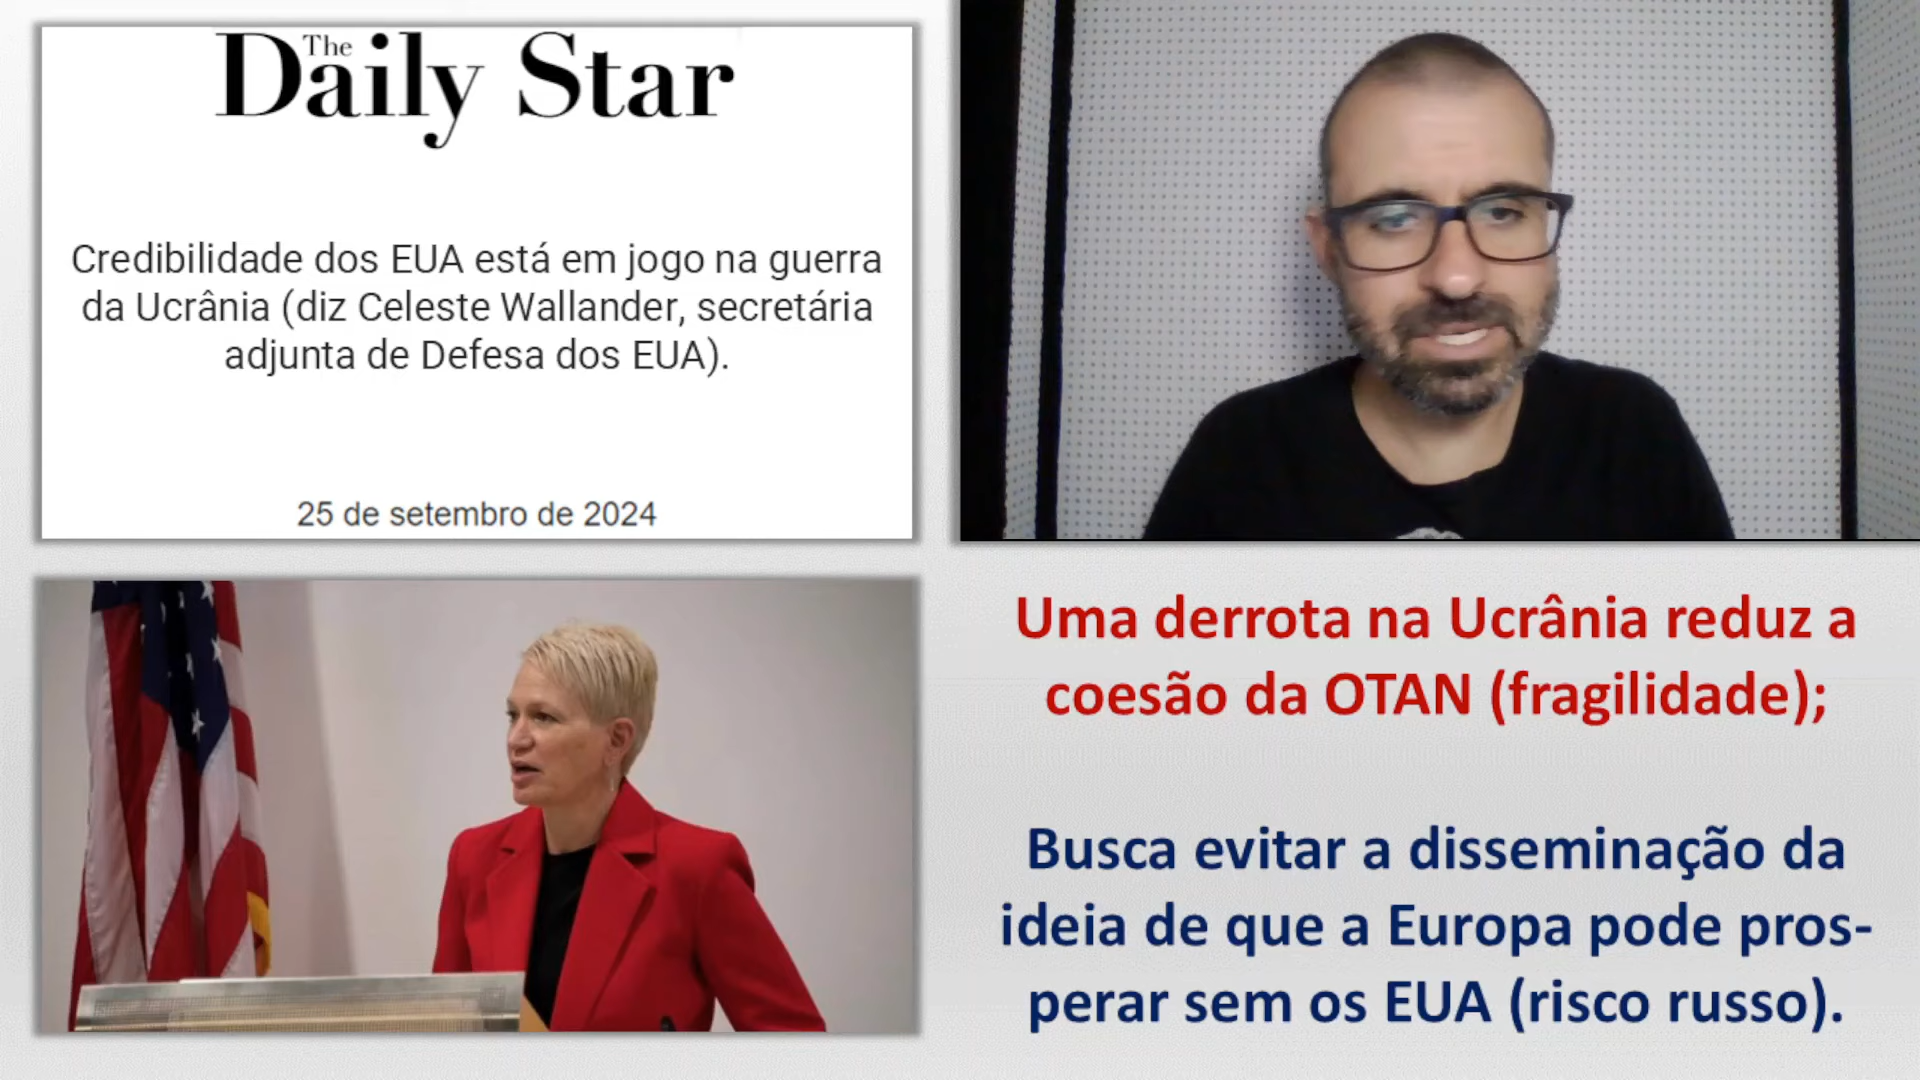 The
Daily Star
Credibilidade dos EUA está em jogo na guerra
da Ucrânia (diz Celeste Wallander, secretária
adjunta de Defesa dos EUA).
25 de setembro de 2024
Uma derrota na Ucrânia reduz a
coesão da OTAN (fragilidade);
Busca evitar a disseminação da
ideia de que a Europa pode pros-
perar sem os EUA (risco russo).